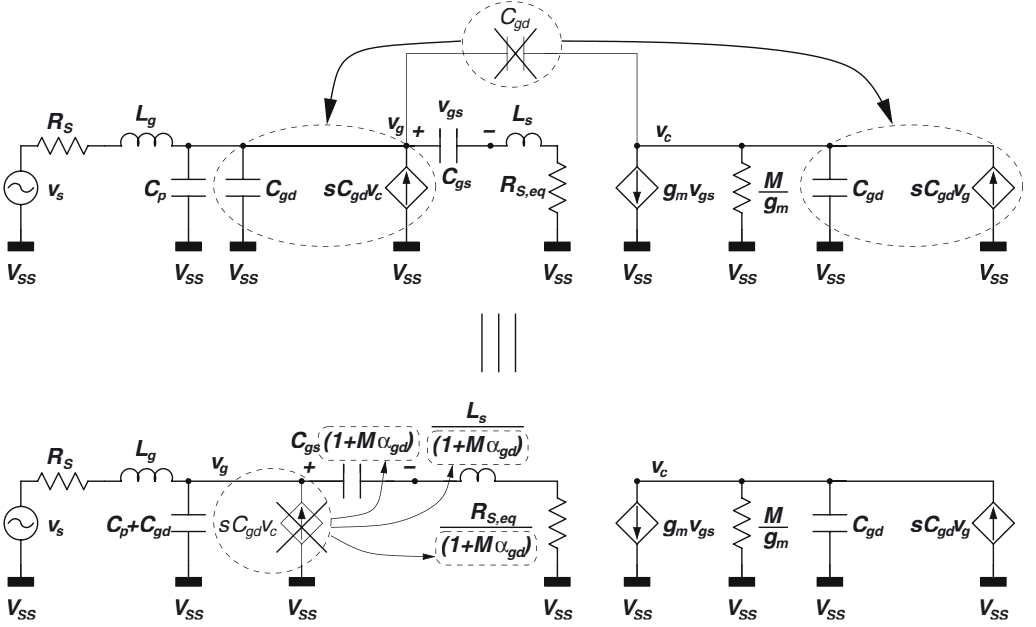 C_gd
R_S L_g v_g + v_gs − L_s v_c
v_s C_p C_gd sC_gd v_c C_gs R_S,eq g_m v_gs M/g_m C_gd sC_gd v_g
V_SS V_SS V_SS V_SS V_SS V_SS V_SS V_SS V_SS
L_s
C_gs (1+Mα_gd) (1+Mα_gd)
R_S L_g v_g + − v_c
v_s C_p+C_gd sC_gd v_c R_S,eq g_m v_gs M/g_m C_gd sC_gd v_g
(1+Mα_gd)
V_SS V_SS V_SS V_SS V_SS V_SS V_SS V_SS